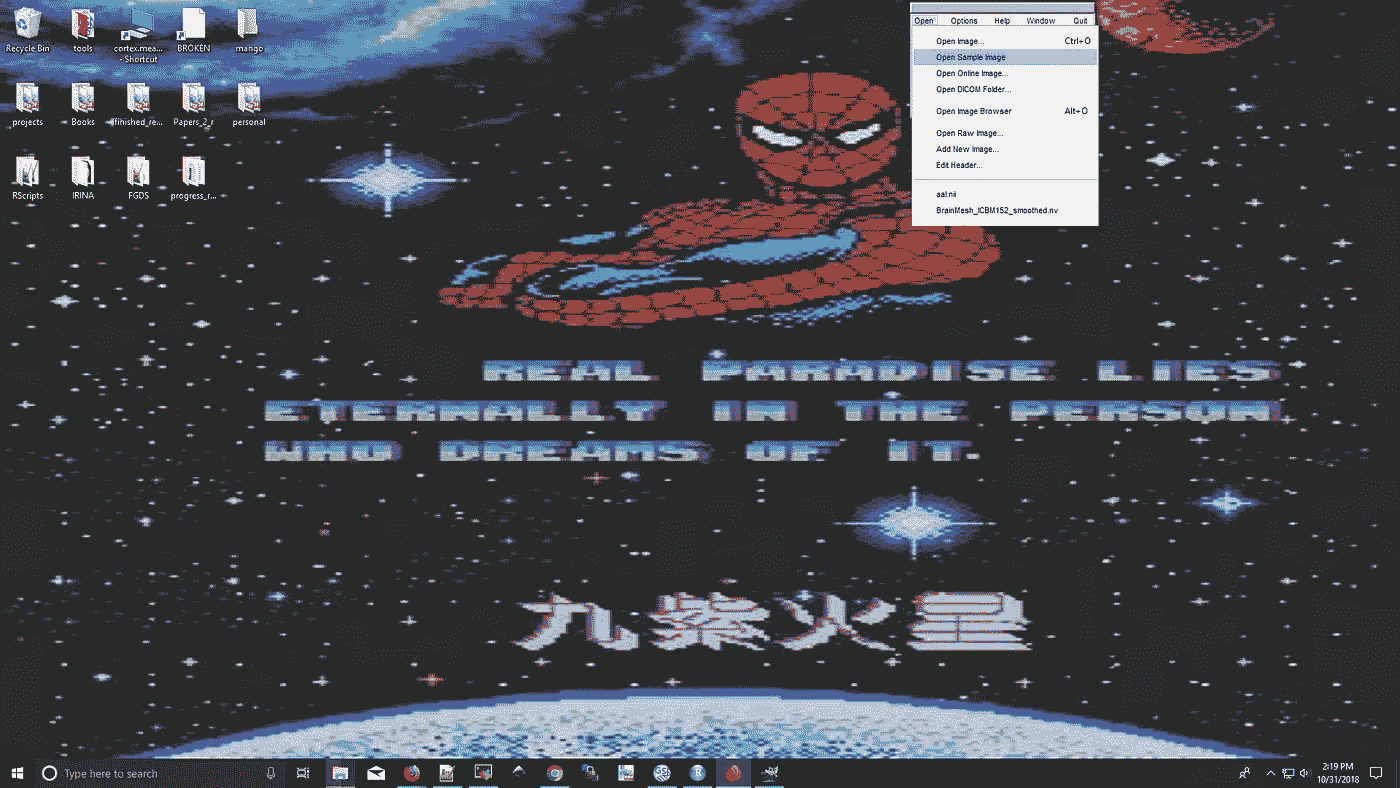 Recycle Bin
tools
cortex.mea...
- Shortcut
BROKEN
mango
projects
Books
Papers_2_r
personal
RScripts
IRINA
FGDS
progress_r...
Open
Options
Help
Window
Quit
Open Image... Ctrl+O
Open Sample Image
Open Online Image...
Open DICOM Folder...
Open Image Browser Alt+O
Open Raw Image...
Add New Image...
Edit Header...
aal.nii
BrainMesh_ICBM152_smoothed.nv
REAL PARADISE LIES
ETERNALLY IN THE PERSON
WHO DREAMS OF IT.
九紫火星
Type here to search
2:19 PM
10/31/2018